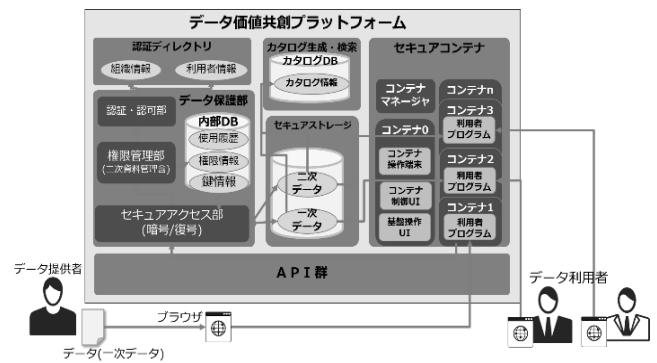 データ価値共創プラットフォーム
認証ディレクトリ
組織情報
利用者情報
カタログ生成・検索
カタログDB
カタログ情報
セキュアコンテナ
コンテナ
マネージャ
コンテナn
コンテナ3
利用者
プログラム
データ保護部
認証・認可部
内部DB
使用履歴
権限管理部
(二次資料管理含)
権限情報
鍵情報
セキュアアクセス部
(暗号/復号)
セキュアストレージ
二次
データ
一次
データ
コンテナ0
コンテナ
操作端末
コンテナ
制御UI
基盤操作
UI
コンテナ2
利用者
プログラム
コンテナ1
利用者
プログラム
API群
データ提供者
データ(一次データ)
ブラウザ
データ利用者